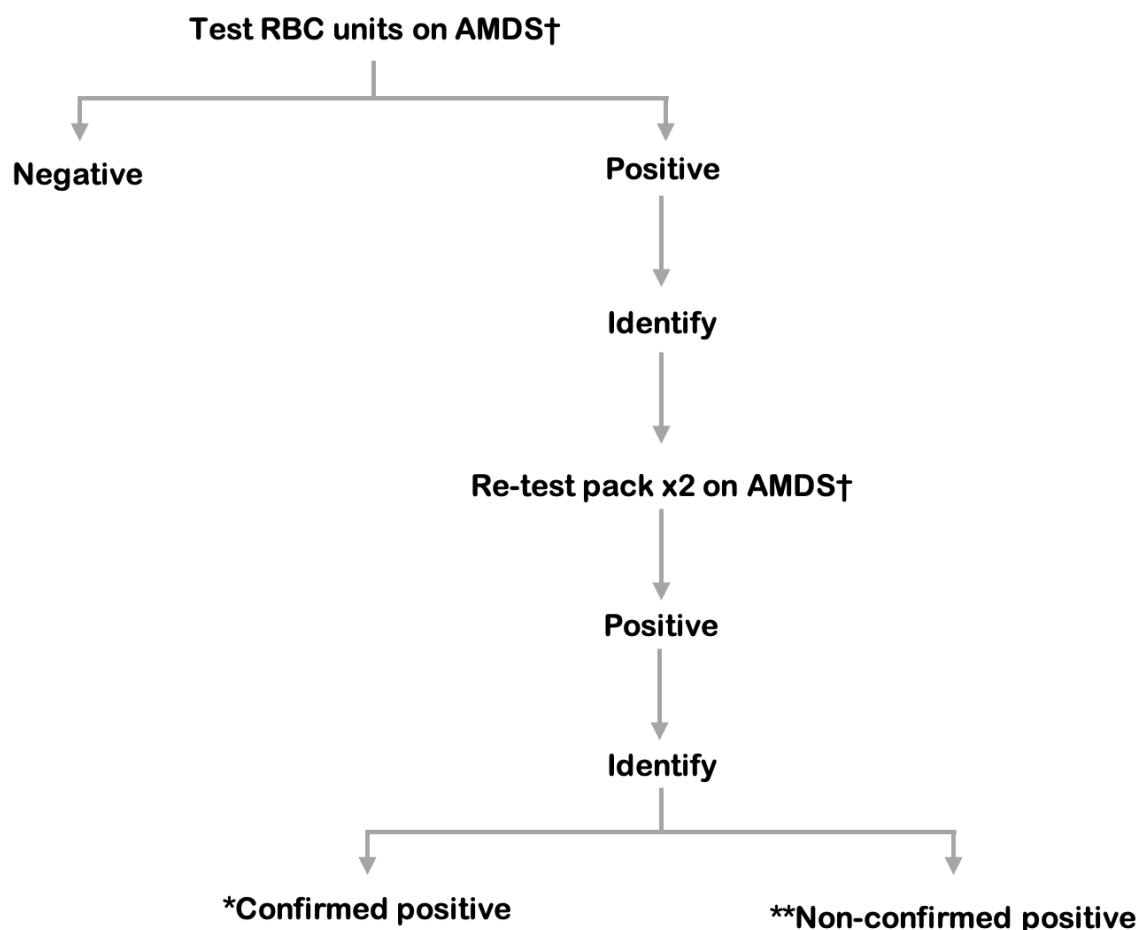 Test RBC units on AMDS†
Negative
Positive
Identify
Re-test pack x2 on AMDS†
Positive
Identify
*Confirmed positive
**Non-confirmed positive